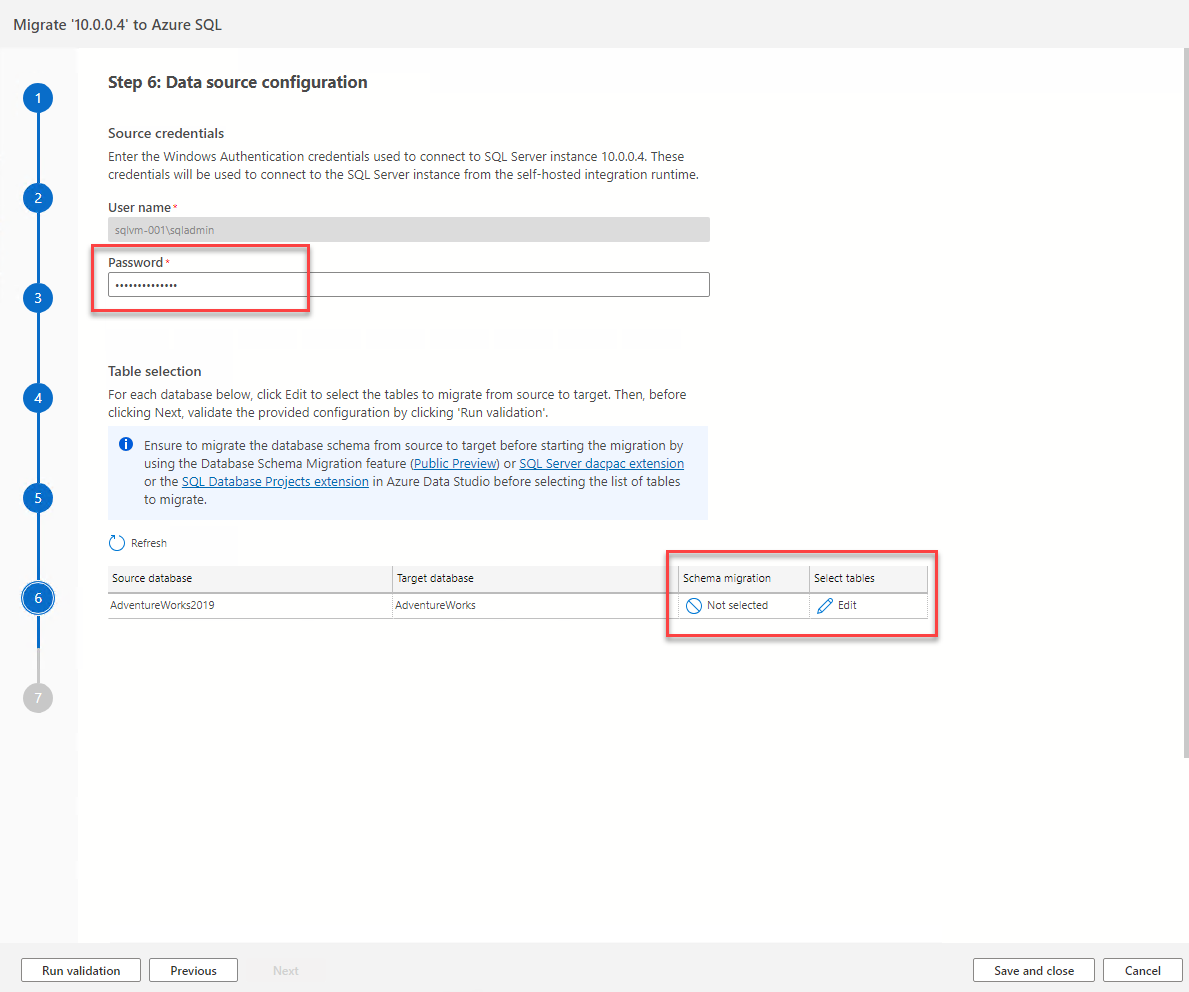 Migrate '10.0.0.4' to Azure SQL
1
2
3
4
5
6
7
Step 6: Data source configuration
Source credentials
Enter the Windows Authentication credentials used to connect to SQL Server instance 10.0.0.4. These
credentials will be used to connect to the SQL Server instance from the self-hosted integration runtime.
User name*
sqlvm-001\sqladmin
Password*
••••••••••••••
Table selection
For each database below, click Edit to select the tables to migrate from source to target. Then, before
clicking Next, validate the provided configuration by clicking 'Run validation'.
Ensure to migrate the database schema from source to target before starting the migration by
using the Database Schema Migration feature (Public Preview) or SQL Server dacpac extension
or the SQL Database Projects extension in Azure Data Studio before selecting the list of tables
to migrate.
Refresh
Source database Target database Schema migration Select tables
AdventureWorks2019 AdventureWorks Not selected Edit
Run validation Previous Next Save and close Cancel